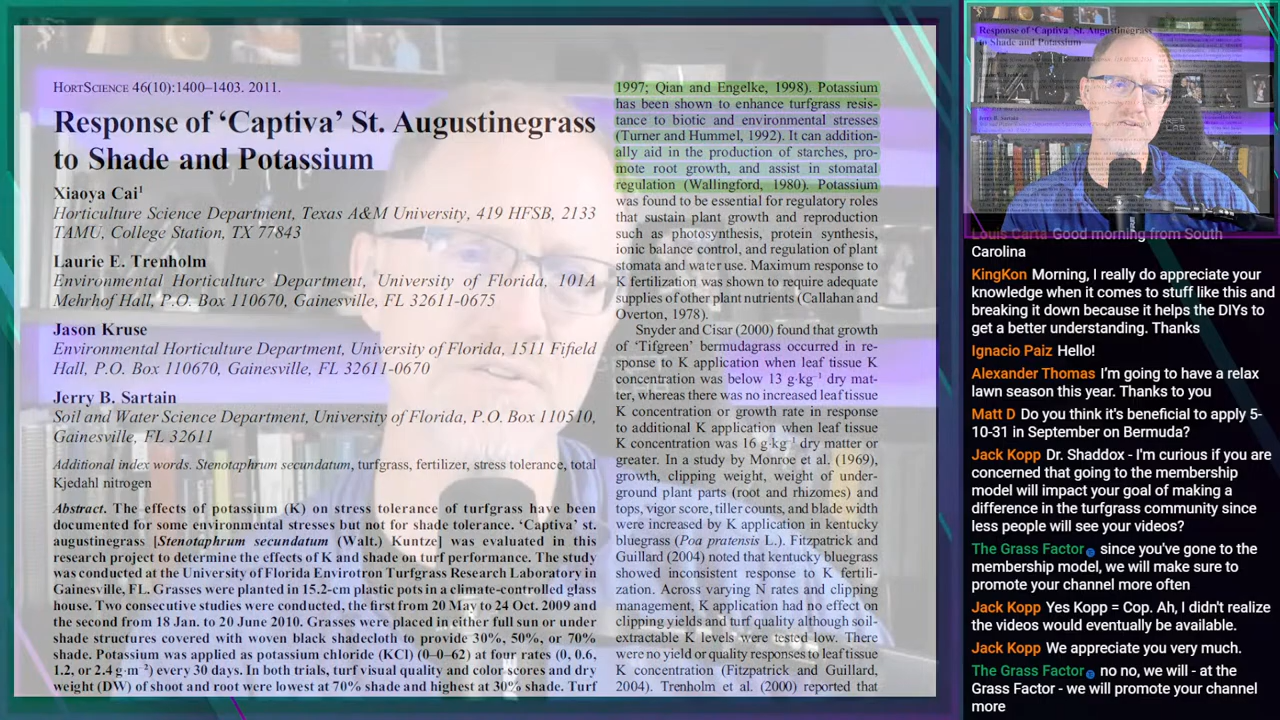 HORTSCIENCE 46(10):1400–1403. 2011.
Response of ‘Captiva’ St. Augustinegrass
to Shade and Potassium
Xiaoya Cai¹
Horticulture Science Department, Texas A&M University, 419 HFSB, 2133
TAMU, College Station, TX 77843
Laurie E. Trenholm
Environmental Horticulture Department, University of Florida, 101A
Mehrhof Hall, P.O. Box 110670, Gainesville, FL 32611-0675
Jason Kruse
Environmental Horticulture Department, University of Florida, 1511 Fifield
Hall, P.O. Box 110670, Gainesville, FL 32611-0670
Jerry B. Sartain
Soil and Water Science Department, University of Florida, P.O. Box 110510,
Gainesville, FL 32611
Additional index words. Stenotaphrum secundatum, turfgrass, fertilizer, stress tolerance, total
Kjedahl nitrogen
Abstract. The effects of potassium (K) on stress tolerance of turfgrass have been
documented for some environmental stresses but not for shade tolerance. ‘Captiva’ st.
augustinegrass [Stenotaphrum secundatum (Walt.) Kuntze] was evaluated in this
research project to determine the effects of K and shade on turf performance. The study
was conducted at the University of Florida Envirotron Turfgrass Research Laboratory in
Gainesville, FL. Grasses were planted in 15.2-cm plastic pots in a climate-controlled glass
house. Two consecutive studies were conducted, the first from 20 May to 24 Oct. 2009 and
the second from 18 Jan. to 20 June 2010. Grasses were placed in either full sun or under
shade structures covered with woven black shadecloth to provide 30%, 50%, or 70%
shade. Potassium was applied as potassium chloride (KCl) (0–0–62) at four rates (0, 0.6,
1.2, or 2.4 g·m⁻²) every 30 days. In both trials, turf visual quality and color scores and dry
weight (DW) of shoot and root were lowest at 70% shade and highest at 30% shade. Turf
1997; Qian and Engelke, 1998). Potassium
has been shown to enhance turfgrass resis-
tance to biotic and environmental stresses
(Turner and Hummel, 1992). It can addition-
ally aid in the production of starches, pro-
mote root growth, and assist in stomatal
regulation (Wallingford, 1980). Potassium
was found to be essential for regulatory roles
that sustain plant growth and reproduction
such as photosynthesis, protein synthesis,
ionic balance control, and regulation of plant
stomata and water use. Maximum response to
K fertilization was shown to require adequate
supplies of other plant nutrients (Callahan and
Overton, 1978).
Snyder and Cisar (2000) found that growth
of ‘Tifgreen’ bermudagrass occurred in re-
sponse to K application when leaf tissue K
concentration was below 13 g·kg⁻¹ dry mat-
ter, whereas there was no increased leaf tissue
K concentration or growth rate in response
to additional K application when leaf tissue
K concentration was 16 g·kg⁻¹ dry matter or
greater. In a study by Monroe et al. (1969),
growth, clipping weight, weight of under-
ground plant parts (root and rhizomes) and
tops, vigor score, tiller counts, and blade width
were increased by K application in kentucky
bluegrass (Poa pratensis L.). Fitzpatrick and
Guillard (2004) noted that kentucky bluegrass
showed inconsistent response to K fertili-
zation. Across varying N rates and clipping
management, K application had no effect on
clipping yields and turf quality although soil-
extractable K levels were tested low. There
were no yield or quality responses to leaf tissue
K concentration (Fitzpatrick and Guillard,
2004). Trenholm et al. (2000) reported that
Response of ‘Captiva’ St. Augustinegrass
to Shade and Potassium
Louis Carta Good morning from South
Carolina
KingKon Morning, I really do appreciate your
knowledge when it comes to stuff like this and
breaking it down because it helps the DIYs to
get a better understanding. Thanks
Ignacio Paiz Hello!
Alexander Thomas I’m going to have a relax
lawn season this year. Thanks to you
Matt D Do you think it's beneficial to apply 5-
10-31 in September on Bermuda?
Jack Kopp Dr. Shaddox - I'm curious if you are
concerned that going to the membership
model will impact your goal of making a
difference in the turfgrass community since
less people will see your videos?
The Grass Factor since you've gone to the
membership model, we will make sure to
promote your channel more often
Jack Kopp Yes Kopp = Cop. Ah, I didn't realize
the videos would eventually be available.
Jack Kopp We appreciate you very much.
The Grass Factor no no, we will - at the
Grass Factor - we will promote your channel
more